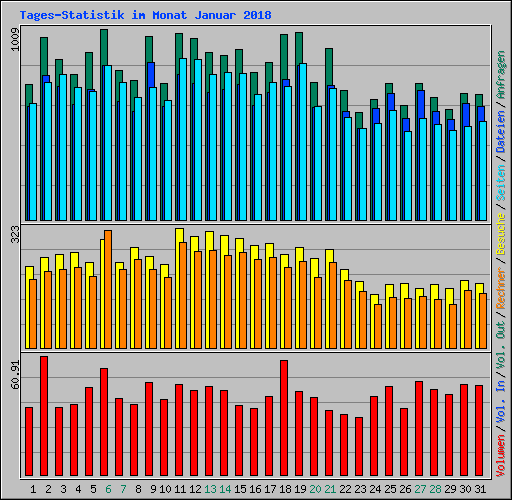 Tages-Statistik im Monat Januar 2018
1009
323
60.91
Volumen / Vol. In / Vol. Out / Rechner / Besuche / Seiten / Dateien / Anfragen
1 2 3 4 5 6 7 8 9 10 11 12 13 14 15 16 17 18 19 20 21 22 23 24 25 26 27 28 29 30 31